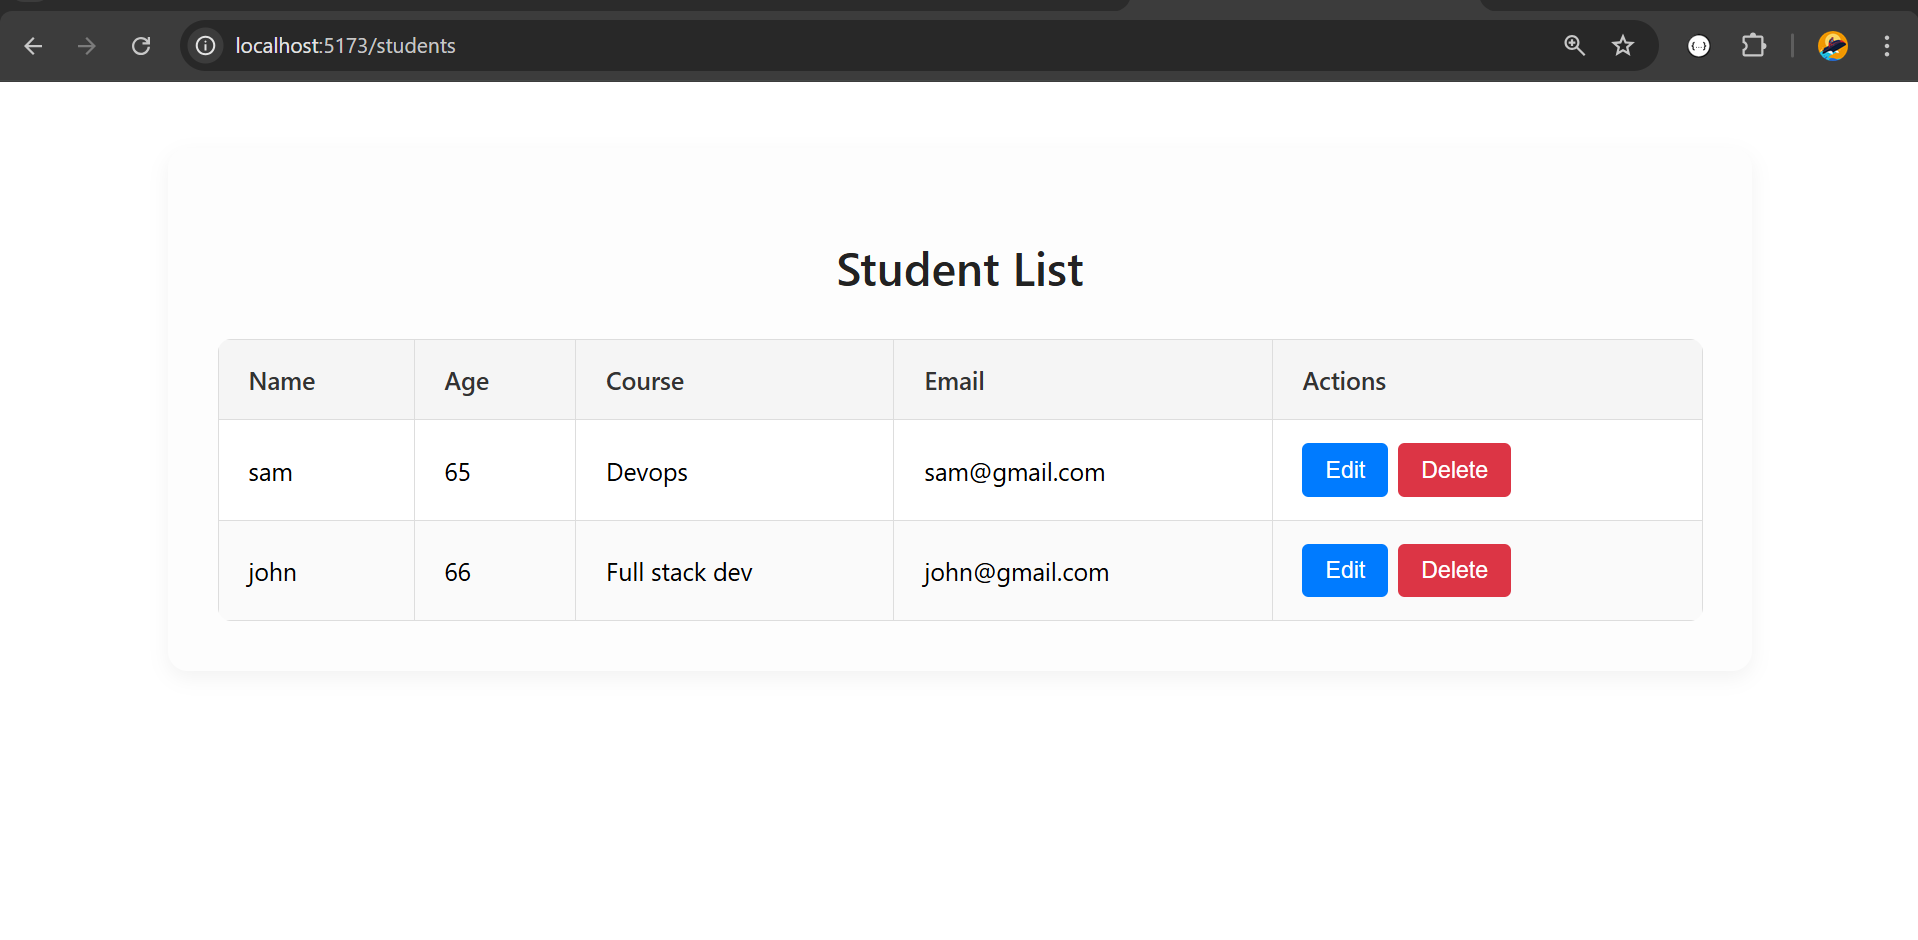 localhost:5173/students
Student List
Name Age Course Email Actions
sam 65 Devops sam@gmail.com Edit Delete
john 66 Full stack dev john@gmail.com Edit Delete